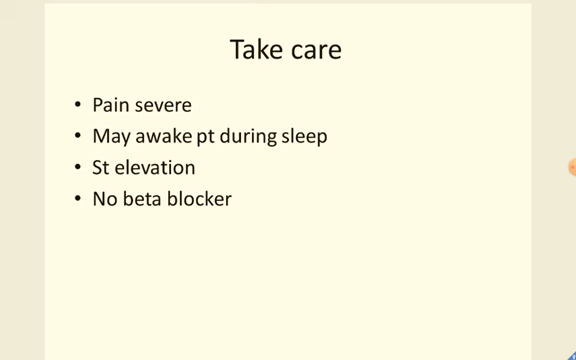 Take care
• Pain severe
• May awake pt during sleep
• St elevation
• No beta blocker